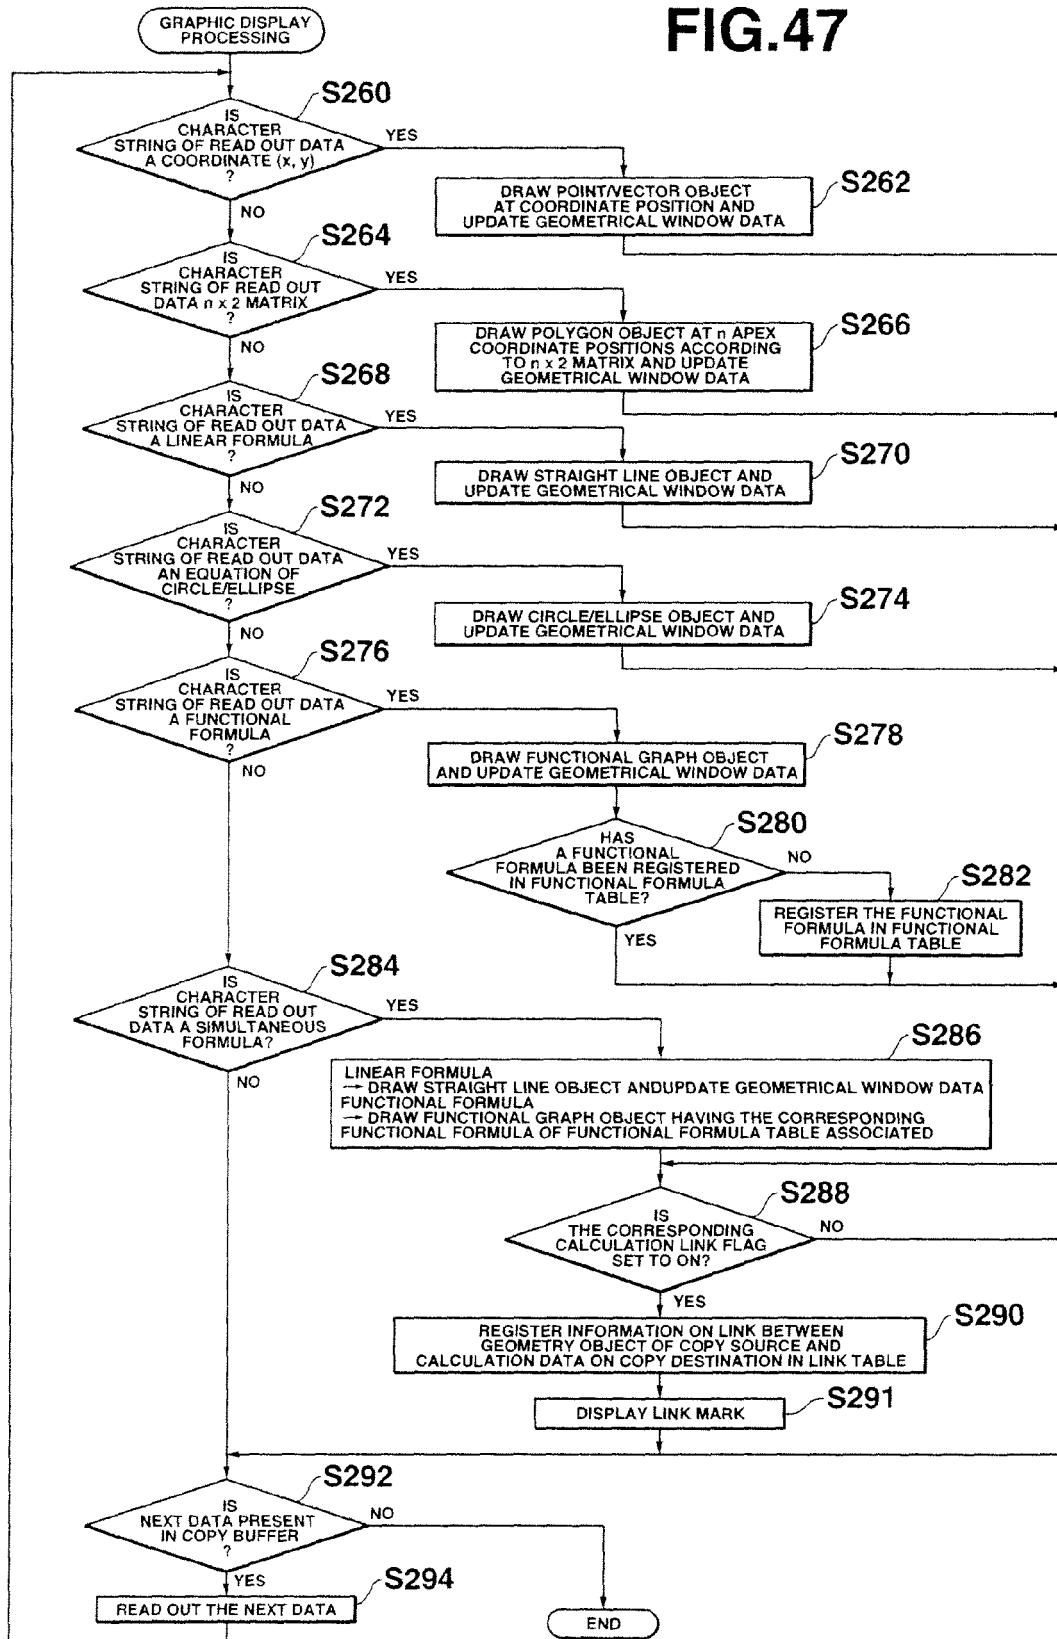 FIG.47
GRAPHIC DISPLAY
PROCESSING
S260
IS
CHARACTER
STRING OF READ OUT DATA
A COORDINATE (x, y)
?
YES
NO
S262
DRAW POINT/VECTOR OBJECT
AT COORDINATE POSITION AND
UPDATE GEOMETRICAL WINDOW DATA
S264
IS
CHARACTER
STRING OF READ OUT
DATA n x 2 MATRIX
?
YES
NO
S266
DRAW POLYGON OBJECT AT n APEX
COORDINATE POSITIONS ACCORDING
TO n x 2 MATRIX AND UPDATE
GEOMETRICAL WINDOW DATA
S268
IS
CHARACTER
STRING OF READ OUT DATA
A LINEAR FORMULA
?
YES
NO
S270
DRAW STRAIGHT LINE OBJECT AND
UPDATE GEOMETRICAL WINDOW DATA
S272
IS
CHARACTER
STRING OF READ OUT DATA
AN EQUATION OF
CIRCLE/ELLIPSE
?
YES
NO
S274
DRAW CIRCLE/ELLIPSE OBJECT AND
UPDATE GEOMETRICAL WINDOW DATA
S276
IS
CHARACTER
STRING OF READ OUT DATA
A FUNCTIONAL
FORMULA
?
YES
NO
S278
DRAW FUNCTIONAL GRAPH OBJECT
AND UPDATE GEOMETRICAL WINDOW DATA
S280
HAS
A FUNCTIONAL
FORMULA BEEN REGISTERED
IN FUNCTIONAL FORMULA
TABLE?
NO
YES
S282
REGISTER THE FUNCTIONAL
FORMULA IN FUNCTIONAL
FORMULA TABLE
S284
IS
CHARACTER
STRING OF READ OUT
DATA A SIMULTANEOUS
FORMULA?
YES
NO
S286
LINEAR FORMULA
→ DRAW STRAIGHT LINE OBJECT ANDUPDATE GEOMETRICAL WINDOW DATA
FUNCTIONAL FORMULA
→ DRAW FUNCTIONAL GRAPH OBJECT HAVING THE CORRESPONDING
FUNCTIONAL FORMULA OF FUNCTIONAL FORMULA TABLE ASSOCIATED
S288
IS
THE CORRESPONDING
CALCULATION LINK FLAG
SET TO ON?
NO
YES
S290
REGISTER INFORMATION ON LINK BETWEEN
GEOMETRY OBJECT OF COPY SOURCE AND
CALCULATION DATA ON COPY DESTINATION IN LINK TABLE
S291
DISPLAY LINK MARK
S292
IS
NEXT DATA PRESENT
IN COPY BUFFER
?
NO
YES
S294
READ OUT THE NEXT DATA
END